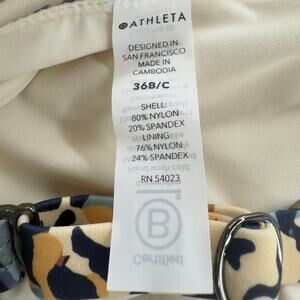 ATHLETA
DESIGNED IN
SAN FRANCISCO
MADE IN
CAMBODIA
36B/C
SHELL:
80% NYLON
20% SPANDEX
LINING:
76% NYLON
24% SPANDEX
RN 54023
B
Certified